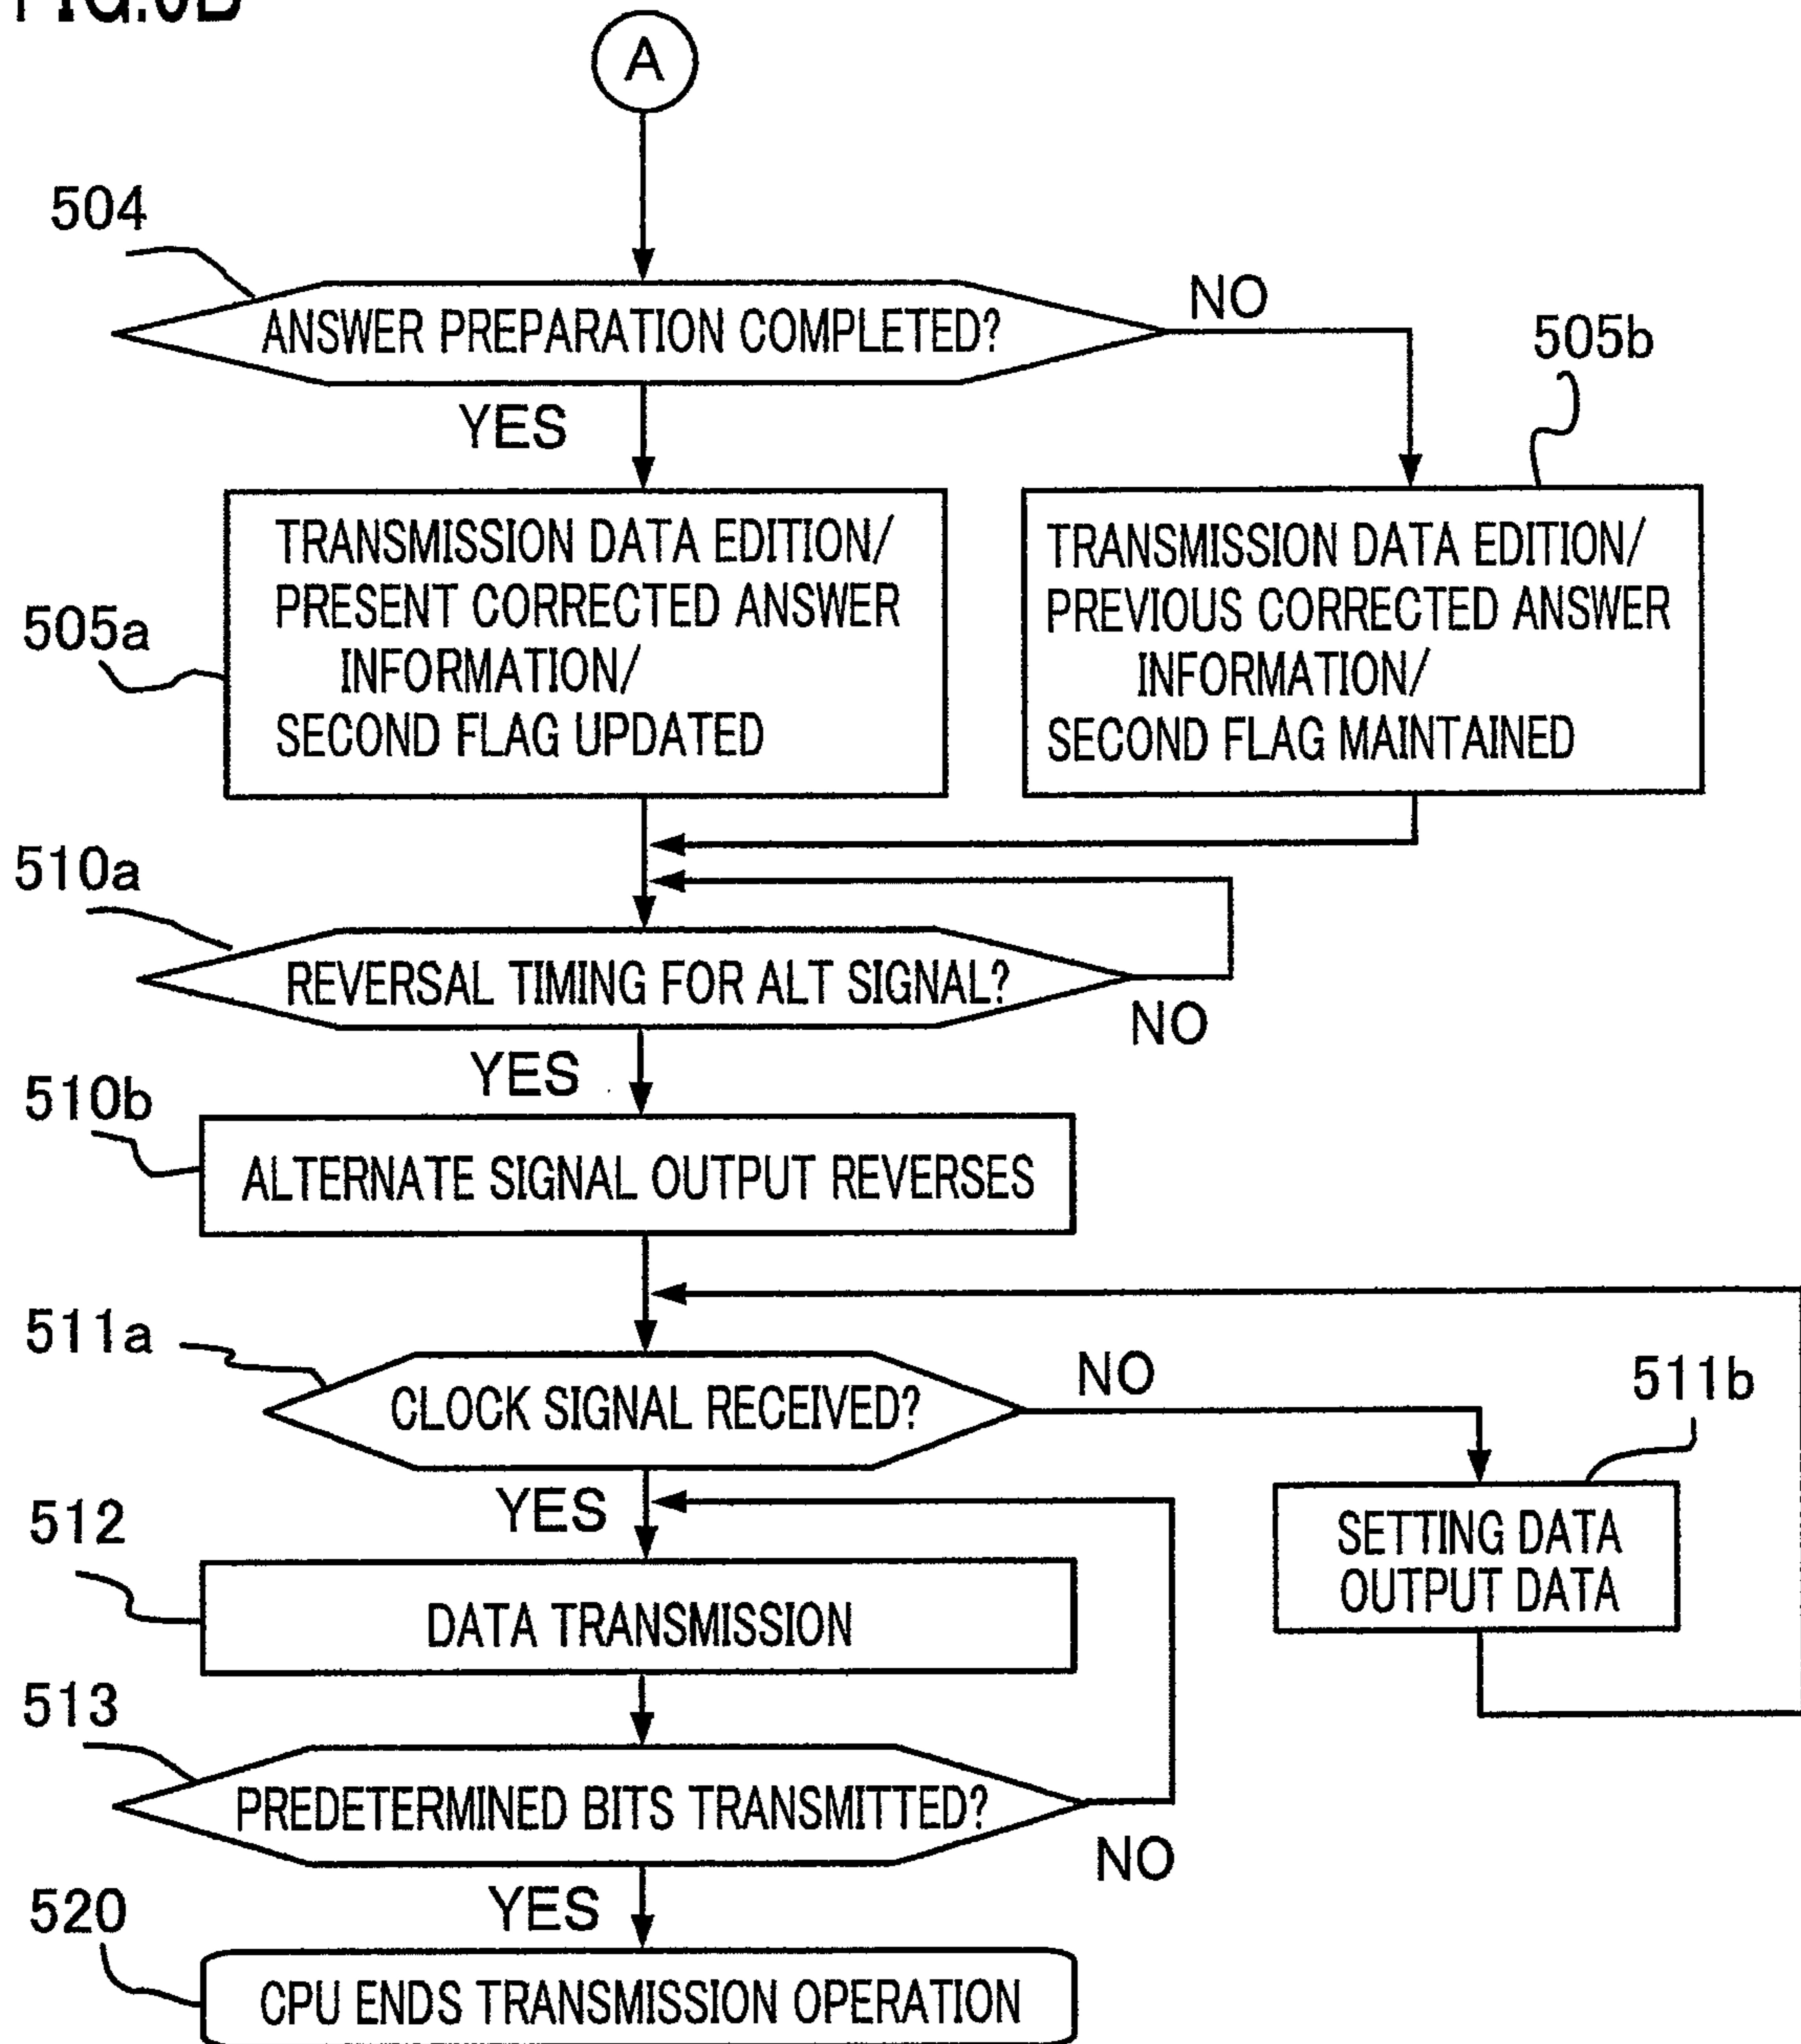 A
504
ANSWER PREPARATION COMPLETED?
NO
YES
505b
505a
TRANSMISSION DATA EDITION/
PRESENT CORRECTED ANSWER
INFORMATION/
SECOND FLAG UPDATED
TRANSMISSION DATA EDITION/
PREVIOUS CORRECTED ANSWER
INFORMATION/
SECOND FLAG MAINTAINED
510a
REVERSAL TIMING FOR ALT SIGNAL?
NO
YES
510b
ALTERNATE SIGNAL OUTPUT REVERSES
511a
CLOCK SIGNAL RECEIVED?
NO
511b
YES
SETTING DATA
OUTPUT DATA
512
DATA TRANSMISSION
513
PREDETERMINED BITS TRANSMITTED?
NO
YES
520
CPU ENDS TRANSMISSION OPERATION